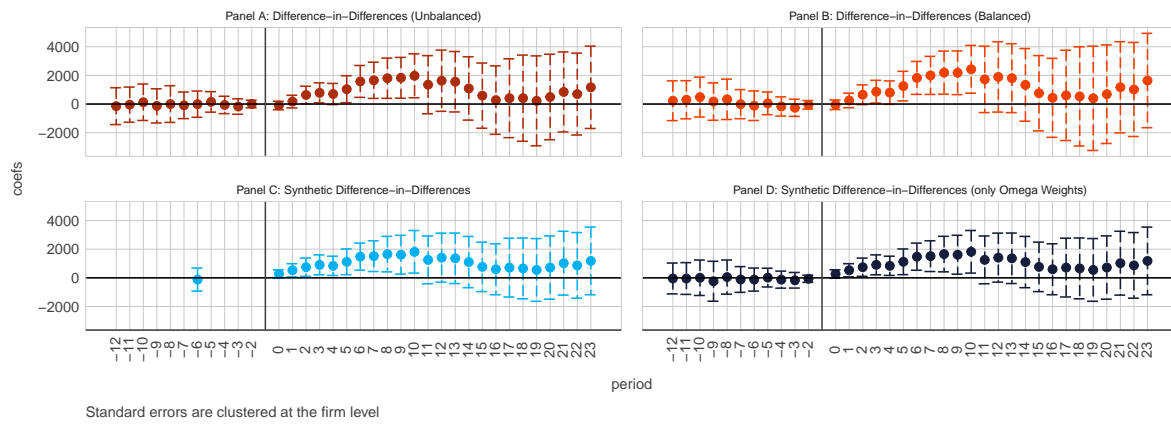 Panel A: Difference−in−Differences (Unbalanced)
Panel B: Difference−in−Differences (Balanced)
4000
2000
0
−2000
Panel C: Synthetic Difference−in−Differences
Panel D: Synthetic Difference−in−Differences (only Omega Weights)
4000
2000
0
−2000
coefs
−12 −11 −10 −9 −8 −7 −6 −5 −4 −3 −2 0 1 2 3 4 5 6 7 8 9 10 11 12 13 14 15 16 17 18 19 20 21 22 23
−12 −11 −10 −9 −8 −7 −6 −5 −4 −3 −2 0 1 2 3 4 5 6 7 8 9 10 11 12 13 14 15 16 17 18 19 20 21 22 23
period
Standard errors are clustered at the firm level